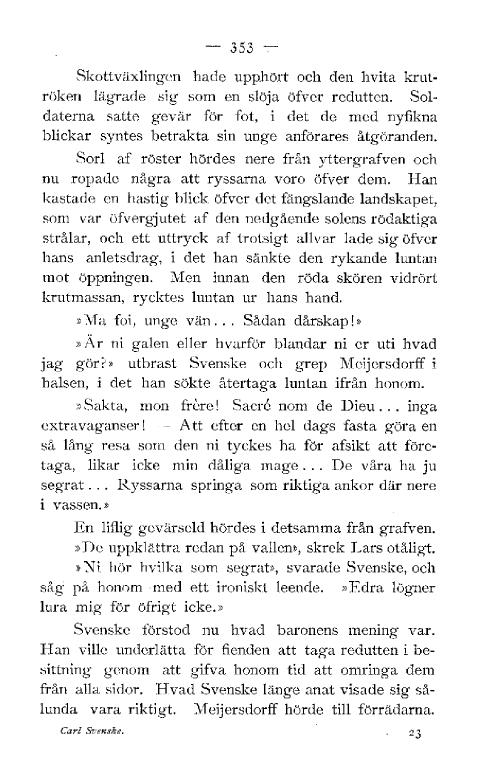 — 353 —
Skottväxlingen hade upphört och den hvita krut-
röken lägrade sig som en slöja öfver redutten. Sol-
daterna satte gevär för fot, i det de med nyfikna
blickar syntes betrakta sin unge anförares åtgöranden.
Sorl af röster hördes nere från yttergrafven och
nu ropade några att ryssarna voro öfver dem. Han
kastade en hastig blick öfver det fängslande landskapet,
som var öfvergjutet af den nedgående solens rödaktiga
strålar, och ett uttryck af trotsigt allvar lade sig öfver
hans anletsdrag, i det han sänkte den rykande luntan
mot öppningen. Men innan den röda skören vidrört
krutmassan, rycktes luntan ur hans hand.
»Ma foi, unge vän... Sådan dårskap!»
»Är ni galen eller hvarför blandar ni er uti hvad
jag gör?» utbrast Svenske och grep Meijersdorff i
halsen, i det han sökte återtaga luntan ifrån honom.
»Sakta, mon frère! Sacré nom de Dieu... inga
extravaganser! – Att efter en hel dags fasta göra en
så lång resa som den ni tyckes ha för afsikt att före-
taga, likar icke min dåliga mage... De våra ha ju
segrat... Ryssarna springa som riktiga ankor där nere
i vassen.»
En liflig gevärseld hördes i detsamma från grafven.
»De uppklättra redan på vallen», skrek Lars otåligt.
»Ni hör hvilka som segrat», svarade Svenske, och
såg på honom med ett ironiskt leende. »Edra lögner
lura mig för öfrigt icke.»
Svenske förstod nu hvad baronens mening var.
Han ville underlätta för fienden att taga redutten i be-
sittning genom att gifva honom tid att omringa dem
från alla sidor. Hvad Svenske länge anat visade sig så-
lunda vara riktigt. Meijersdorff hörde till förrädarna.
Carl Svenske. 23